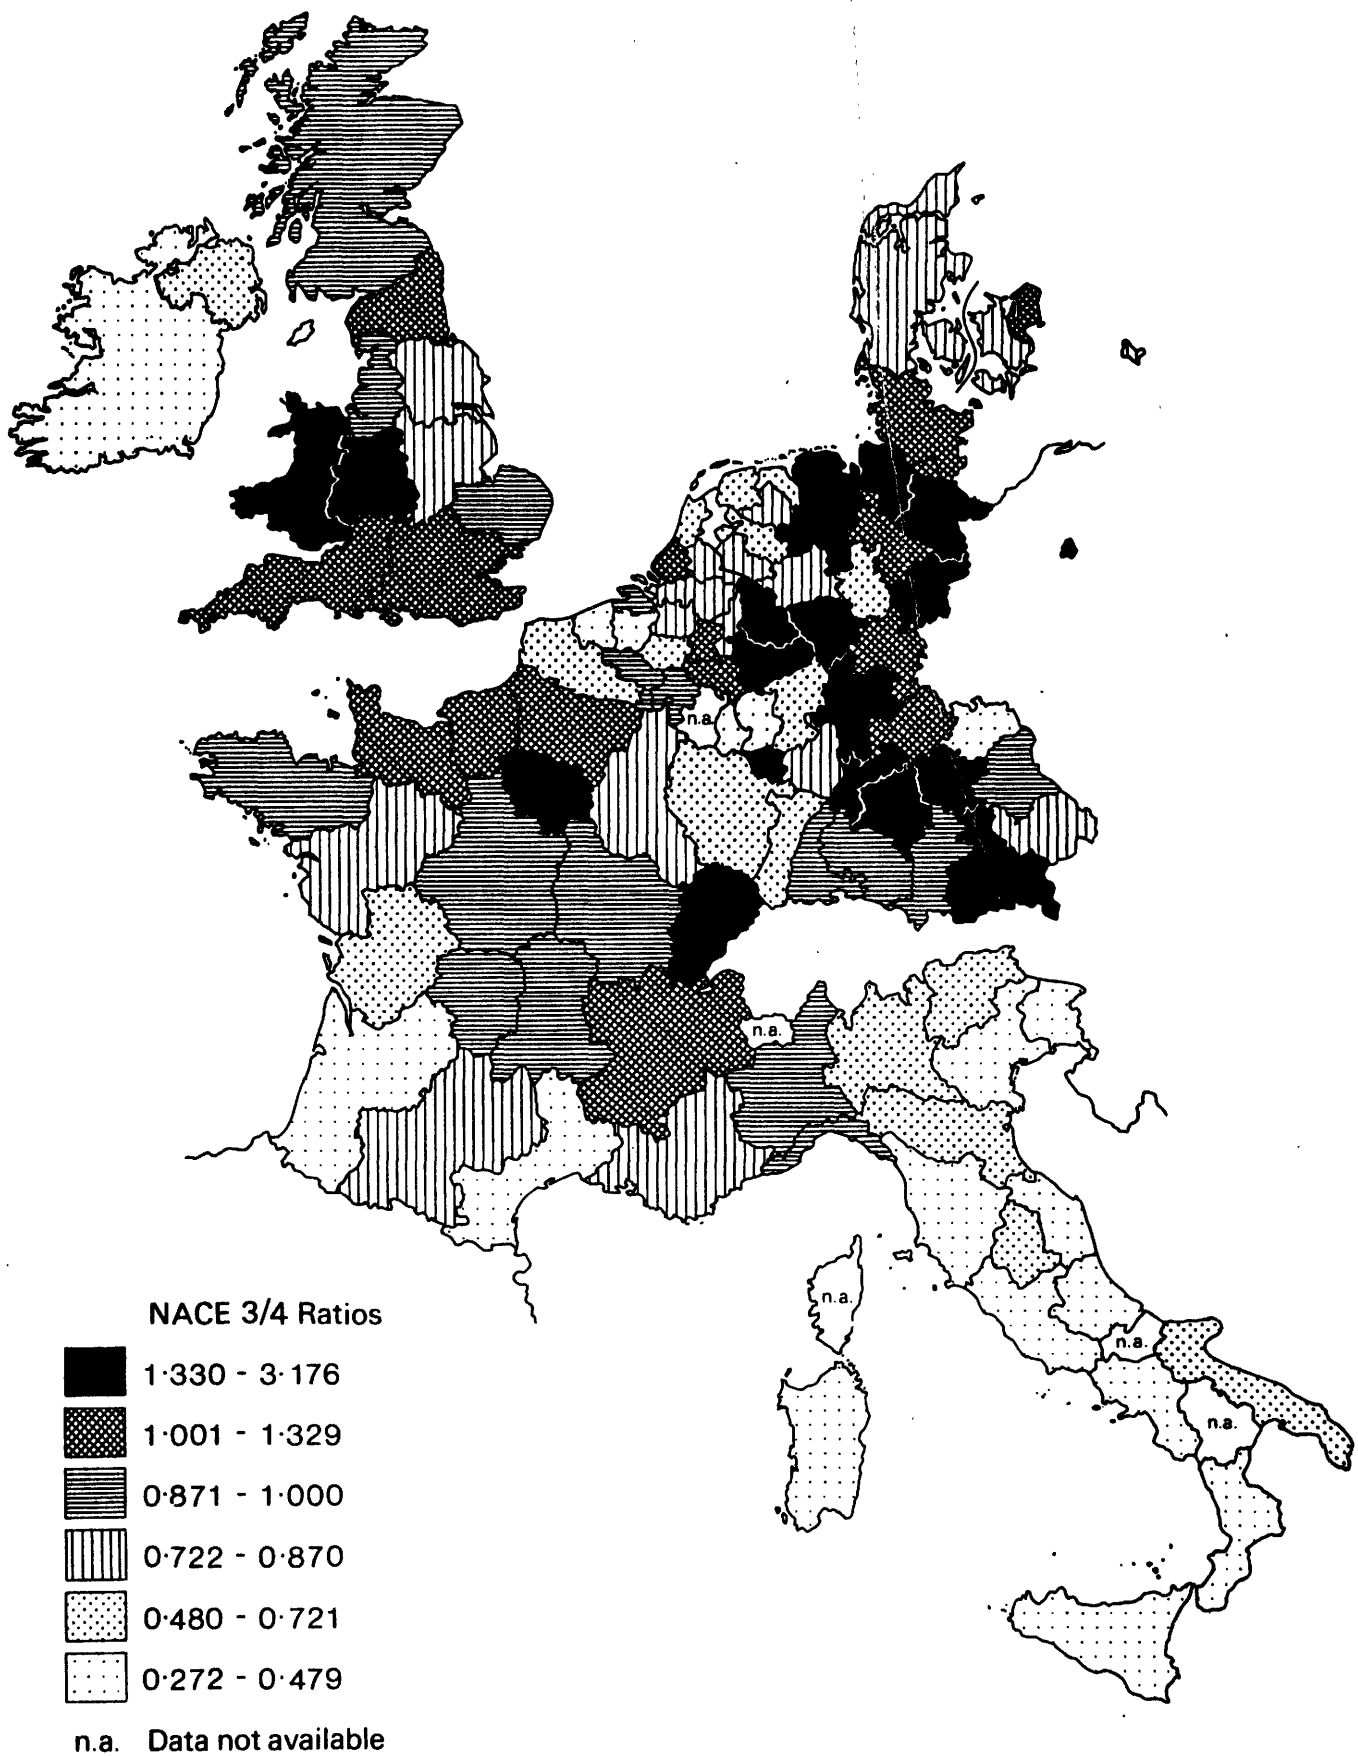 n.a.
n.a.
n.a.
n.a.
n.a.
NACE 3/4 Ratios
1·330 - 3·176
1·001 - 1·329
0·871 - 1·000
0·722 - 0·870
0·480 - 0·721
0·272 - 0·479
n.a. Data not available